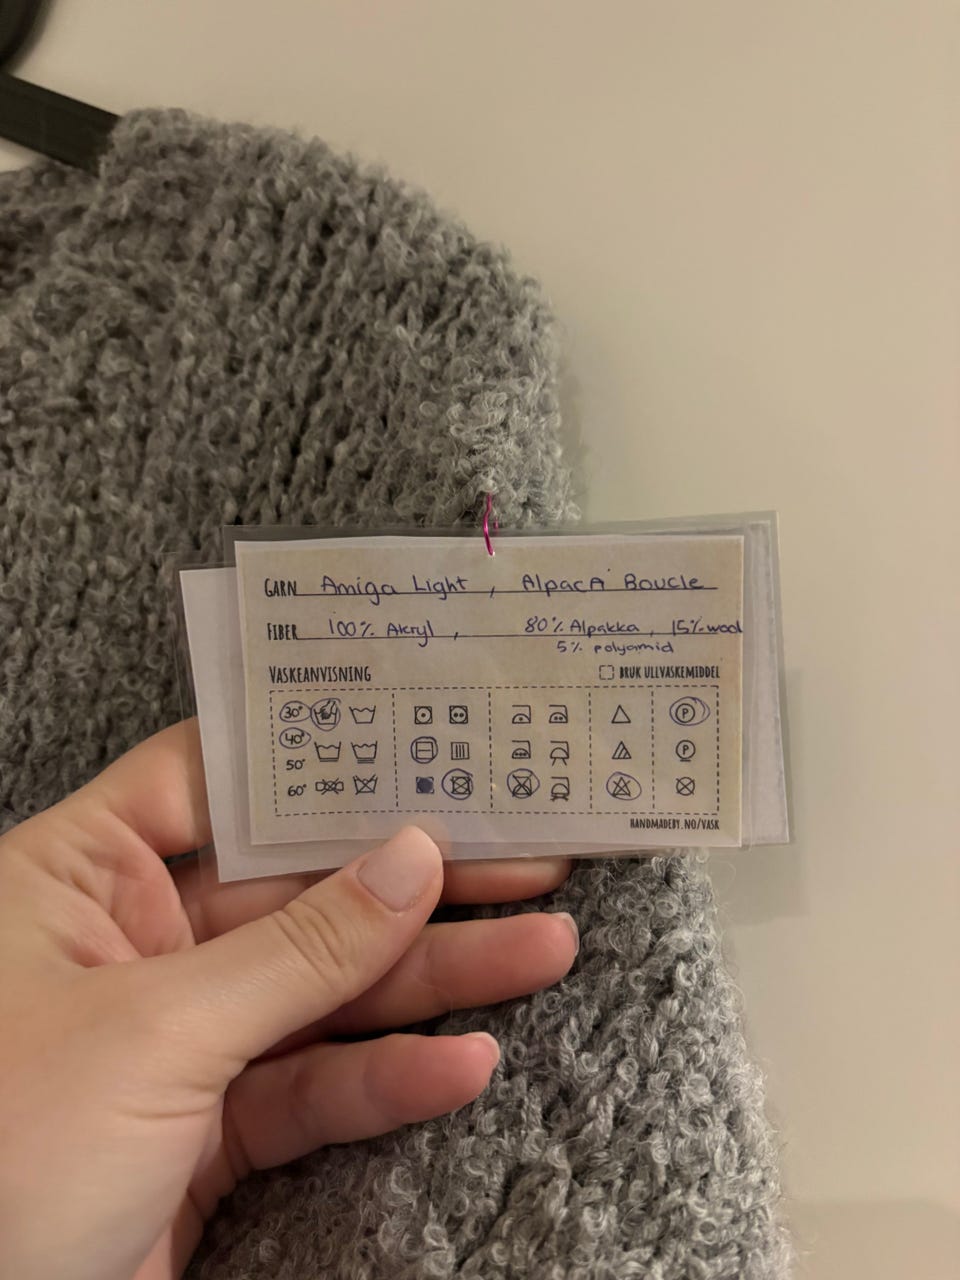 GARN Amiga Light , Alpaca Boucle
FIBER 100% Akryl , 80% Alpakka , 15% wool
5% polyamid
VASKEANVISNING BRUK ULLVASKEMIDDEL
30°
40°
50°
60°
P
P
HANDMADEBY.NO/VASK